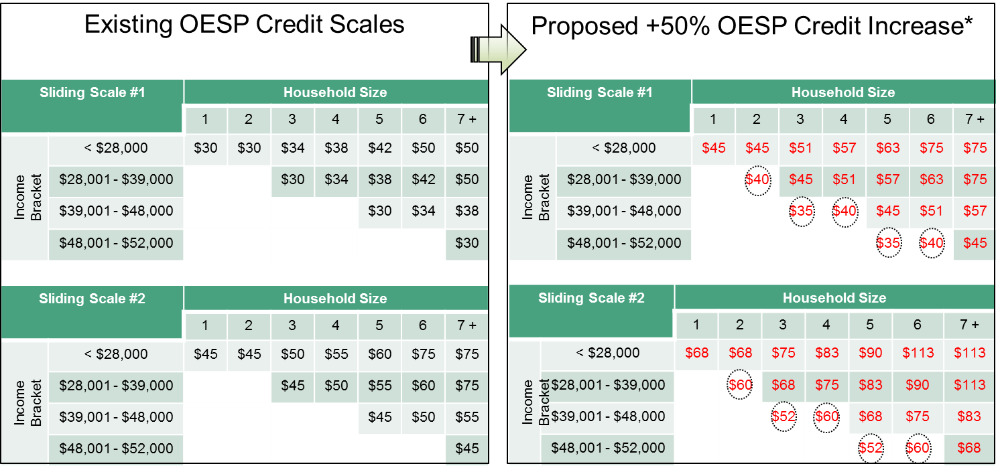 Existing OESP Credit Scales
Sliding Scale #1 Household Size
1 2 3 4 5 6 7 +
Income Bracket
< $28,000 $30 $30 $34 $38 $42 $50 $50
$28,001 - $39,000 $30 $34 $38 $42 $50
$39,001 - $48,000 $30 $34 $38
$48,001 - $52,000 $30
Sliding Scale #2 Household Size
1 2 3 4 5 6 7 +
Income Bracket
< $28,000 $45 $45 $50 $55 $60 $75 $75
$28,001 - $39,000 $45 $50 $55 $60 $75
$39,001 - $48,000 $45 $50 $55
$48,001 - $52,000 $45
Proposed +50% OESP Credit Increase*
Sliding Scale #1 Household Size
1 2 3 4 5 6 7 +
Income Bracket
< $28,000 $45 $45 $51 $57 $63 $75 $75
$28,001 - $39,000 $40 $45 $51 $57 $63 $75
$39,001 - $48,000 $35 $40 $45 $51 $57
$48,001 - $52,000 $35 $40 $45
Sliding Scale #2 Household Size
1 2 3 4 5 6 7 +
Income Bracket
< $28,000 $68 $68 $75 $83 $90 $113 $113
$28,001 - $39,000 $60 $68 $75 $83 $90 $113
$39,001 - $48,000 $52 $60 $68 $75 $83
$48,001 - $52,000 $52 $60 $68